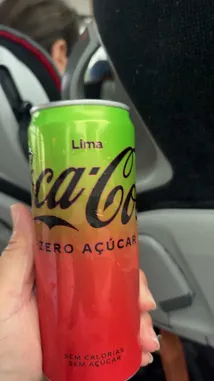 Lima
ca-Co
ZERO AÇÚCAR
SEM CALORIAS
SEM AÇÚCAR